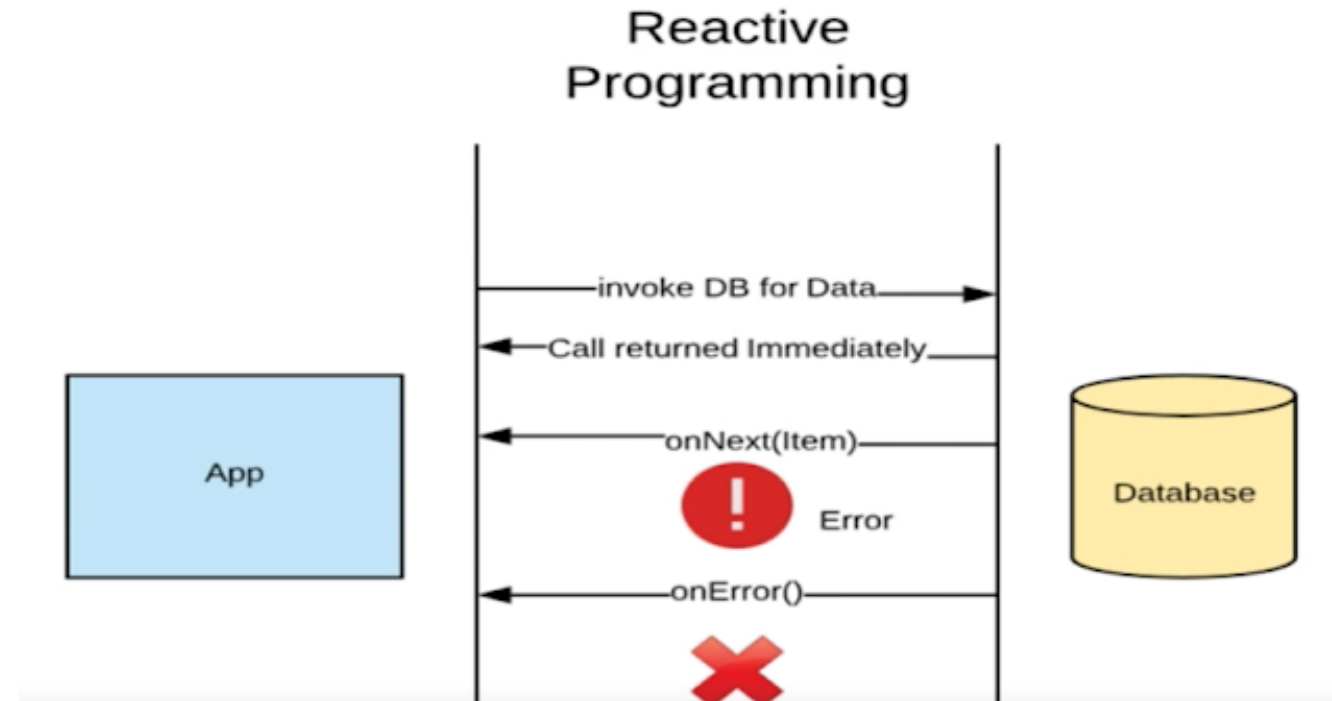 Reactive
Programming
invoke DB for Data
Call returned Immediately
onNext(Item)
Error
onError()
App
Database